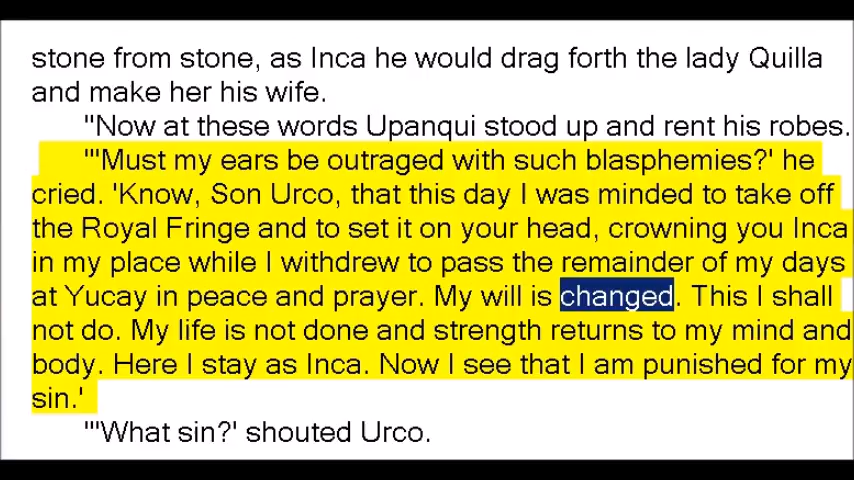 stone from stone, as Inca he would drag forth the lady Quilla
and make her his wife.
"Now at these words Upanqui stood up and rent his robes.
"'Must my ears be outraged with such blasphemies?' he
cried. 'Know, Son Urco, that this day I was minded to take off
the Royal Fringe and to set it on your head, crowning you Inca
in my place while I withdrew to pass the remainder of my days
at Yucay in peace and prayer. My will is changed. This I shall
not do. My life is not done and strength returns to my mind and
body. Here I stay as Inca. Now I see that I am punished for my
sin.'
"'What sin?' shouted Urco.